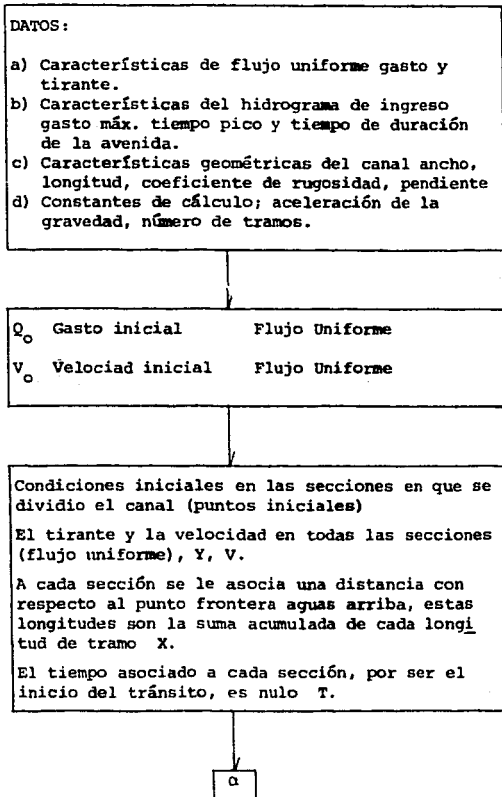 DATOS:
a) Características de flujo uniforme gasto y
tirante.
b) Características del hidrograma de ingreso
gasto máx. tiempo pico y tiempo de duración
de la avenida.
c) Características geométricas del canal ancho,
longitud, coeficiente de rugosidad, pendiente
d) Constantes de cálculo; aceleración de la
gravedad, número de tramos.
Qo Gasto inicial Flujo Uniforme
Vo Velociad inicial Flujo Uniforme
Condiciones iniciales en las secciones en que se
dividio el canal (puntos iniciales)
El tirante y la velocidad en todas las secciones
(flujo uniforme), Y, V.
A cada sección se le asocia una distancia con
respecto al punto frontera aguas arriba, estas
longitudes son la suma acumulada de cada longi
tud de tramo X.
El tiempo asociado a cada sección, por ser el
inicio del tránsito, es nulo T.
α